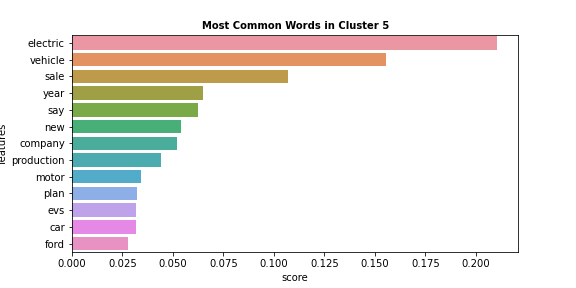 Most Common Words in Cluster 5
electric
vehicle
sale
year
say
new
company
production
motor
plan
evs
car
ford
features
0.000 0.025 0.050 0.075 0.100 0.125 0.150 0.175 0.200
score